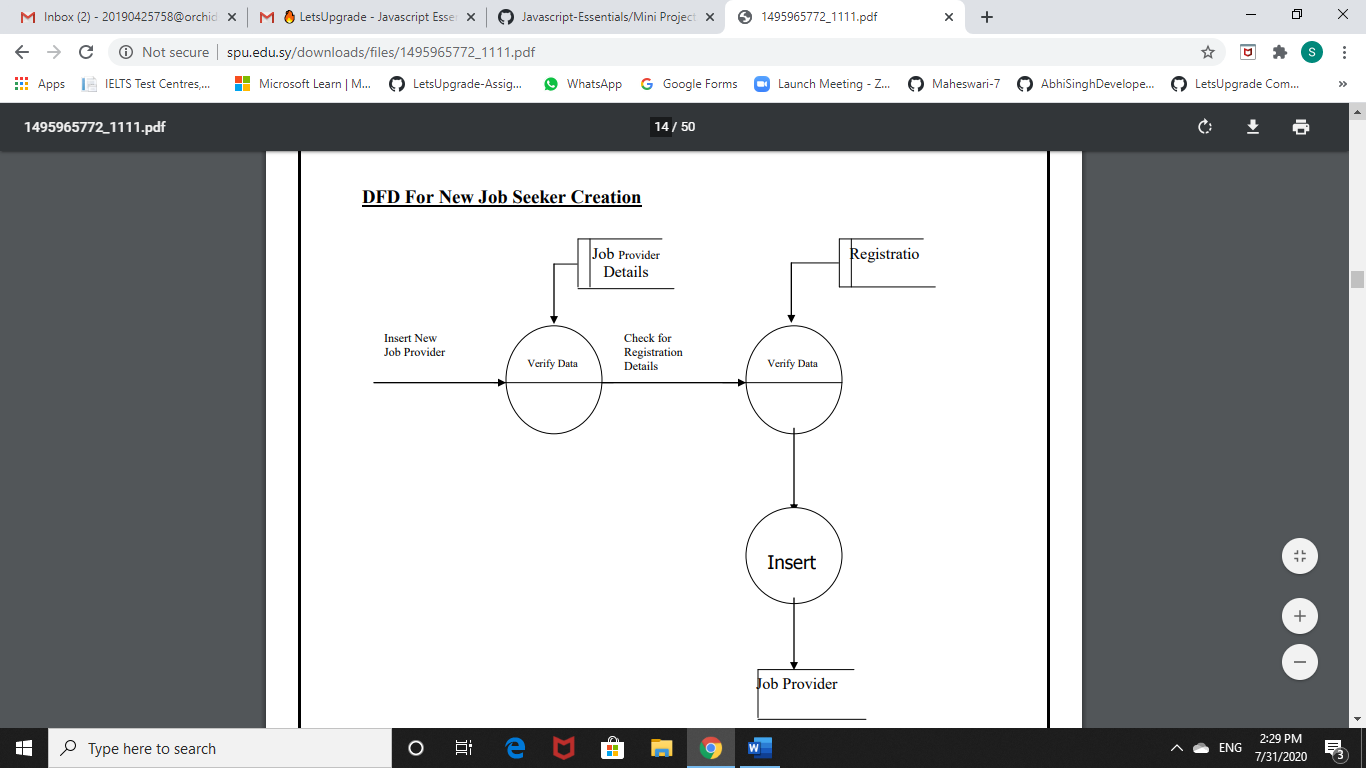 Inbox (2) - 20190425758@orchid
LetsUpgrade - Javascript Esser
Javascript-Essentials/Mini Project
1495965772_1111.pdf
Not secure | spu.edu.sy/downloads/files/1495965772_1111.pdf
S
Apps
IELTS Test Centres,...
Microsoft Learn | M...
LetsUpgrade-Assig...
WhatsApp
Google Forms
Launch Meeting - Z...
Maheswari-7
AbhiSinghDevelope...
LetsUpgrade Com...
1495965772_1111.pdf
14 / 50
DFD For New Job Seeker Creation
Job Provider
Details
Registratio
Insert New
Job Provider
Verify Data
Check for
Registration
Details
Verify Data
Insert
Job Provider
Type here to search
ENG
2:29 PM
7/31/2020
3